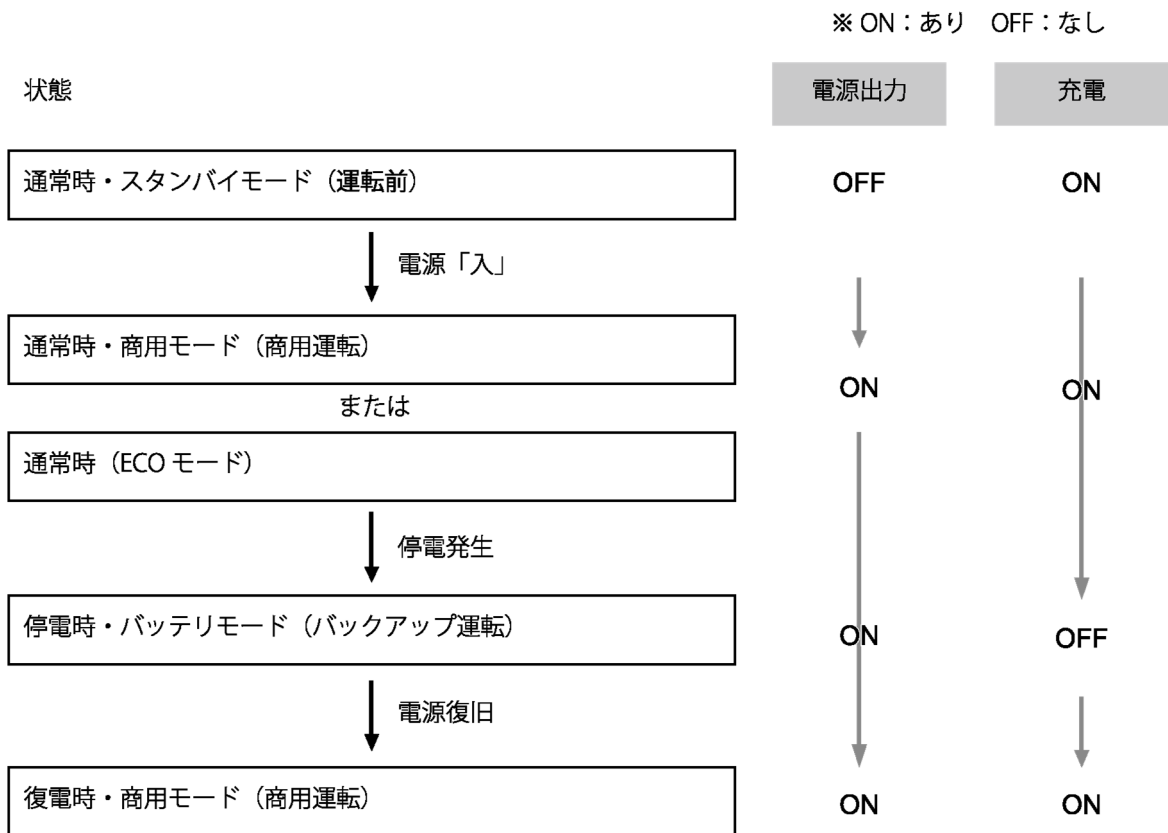 ※ ON：あり　OFF：なし
状態　電源出力　充電
通常時・スタンバイモード（運転前）　OFF　ON
電源「入」
通常時・商用モード（商用運転）
ON　ON
または
通常時（ECO モード）
停電発生
停電時・バッテリモード（バックアップ運転）　ON　OFF
電源復旧
復電時・商用モード（商用運転）　ON　ON